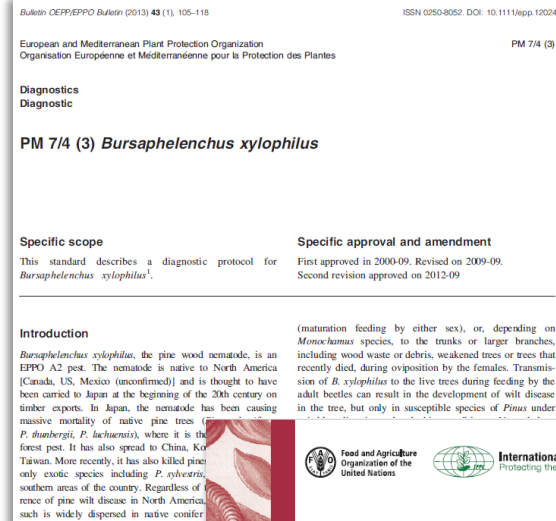 Bulletin OEPP/EPPO Bulletin (2013) 43 (1), 105–118
ISSN 0250-8052. DOI: 10.1111/epp.12024
European and Mediterranean Plant Protection Organization
PM 7/4 (3)
Organisation Européenne et Méditerranéenne pour la Protection des Plantes
Diagnostics
Diagnostic
PM 7/4 (3) Bursaphelenchus xylophilus
Specific scope
This standard describes a diagnostic protocol for
Bursaphelenchus xylophilus1.
Specific approval and amendment
First approved in 2000-09. Revised on 2009-09.
Second revision approved on 2012-09
Introduction
Bursaphelenchus xylophilus, the pine wood nematode, is an
EPPO A2 pest. The nematode is native to North America
[Canada, US, Mexico (unconfirmed)] and is thought to have
been carried to Japan at the beginning of the 20th century on
timber exports. In Japan, the nematode has been causing
massive mortality of native pine trees
P. thunbergii, P. luchuensis), where it is the
forest pest. It has also spread to China,
Taiwan. More recently, it has also killed pines
only exotic species including P. sylvestris,
southern areas of the country. Regardless of
rence of pine wilt disease in North America,
such is widely dispersed in native conifer
(maturation feeding by either sex), or, depending on
Monochamus species, to the trunks or larger branches,
including wood waste or debris, weakened trees or trees that
recently died, during oviposition by the females. Transmis-
sion of B. xylophilus to the live trees during feeding by the
adult beetles can result in the development of wilt disease
in the tree, but only in susceptible species of Pinus under
FAO
Food and Agriculture
Organization of the
United Nations
IPPC
International
Protecting the